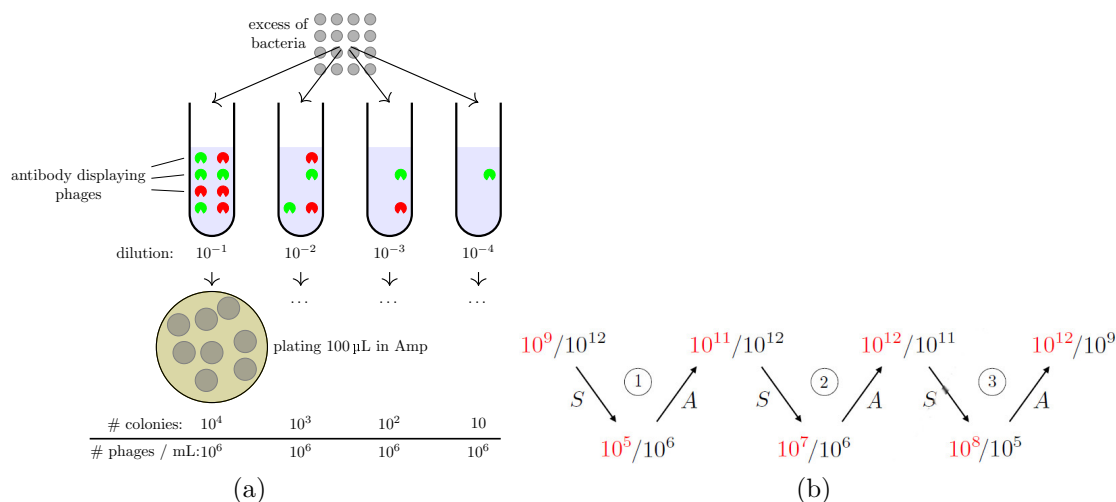 excess of
bacteria
antibody displaying
phages
dilution: 10⁻¹ 10⁻² 10⁻³ 10⁻⁴
... ... ...
plating 100 µL in Amp
# colonies: 10⁴ 10³ 10² 10
# phages / mL: 10⁶ 10⁶ 10⁶ 10⁶
(a)
10⁹/10¹² 10¹¹/10¹² 10¹²/10¹¹ 10¹²/10⁹
S 1 A S 2 A S 3 A
10⁵/10⁶ 10⁷/10⁶ 10⁸/10⁵
(b)